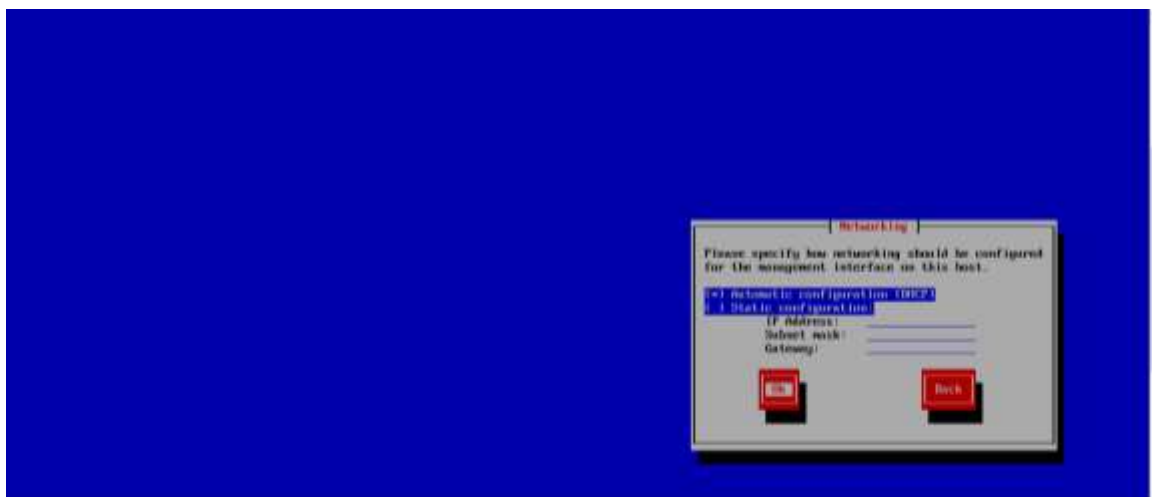 Networking
Please specify how networking should be configured
for the management interface on this host.
(*) Automatic configuration (DHCP)
( ) Static configuration:
IP Address:
Subnet mask:
Gateway:
Ok
Back